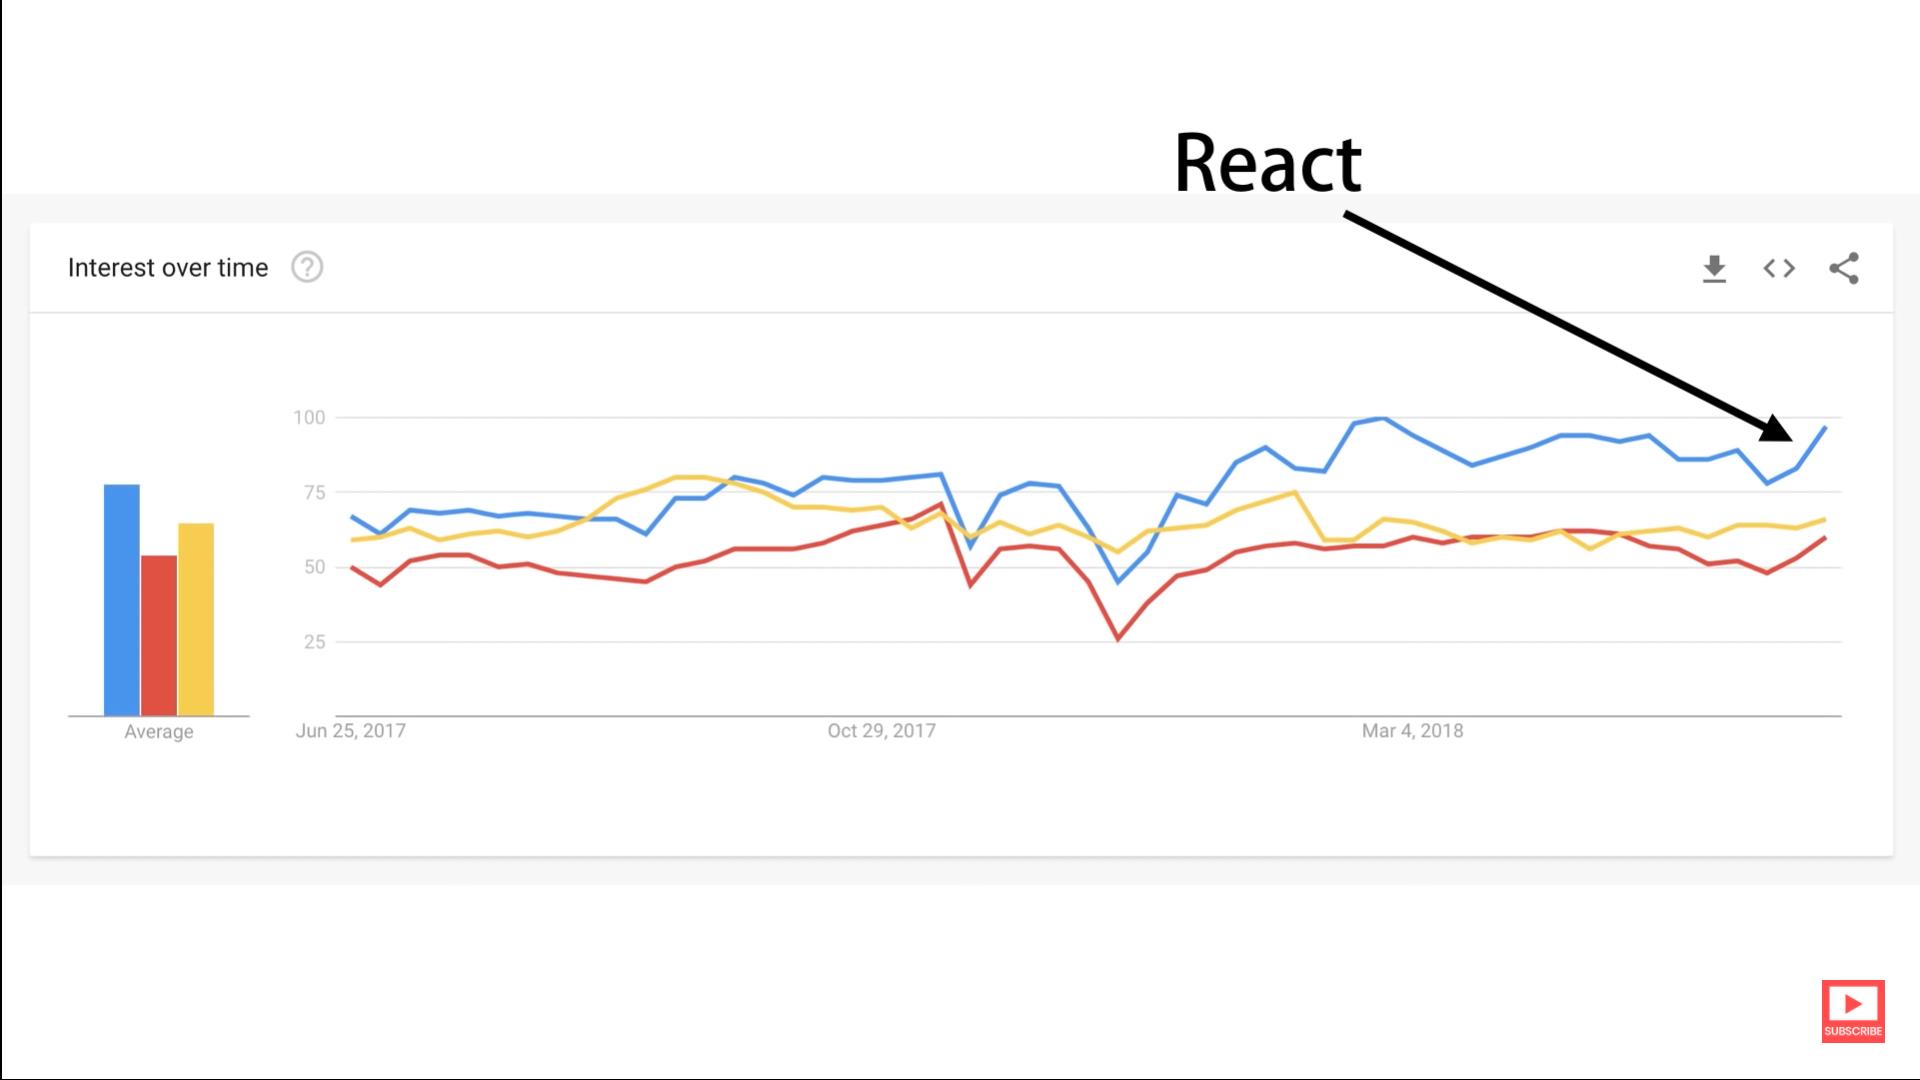 React
Interest over time
?
100
75
50
25
Average
Jun 25, 2017
Oct 29, 2017
Mar 4, 2018
SUBSCRIBE